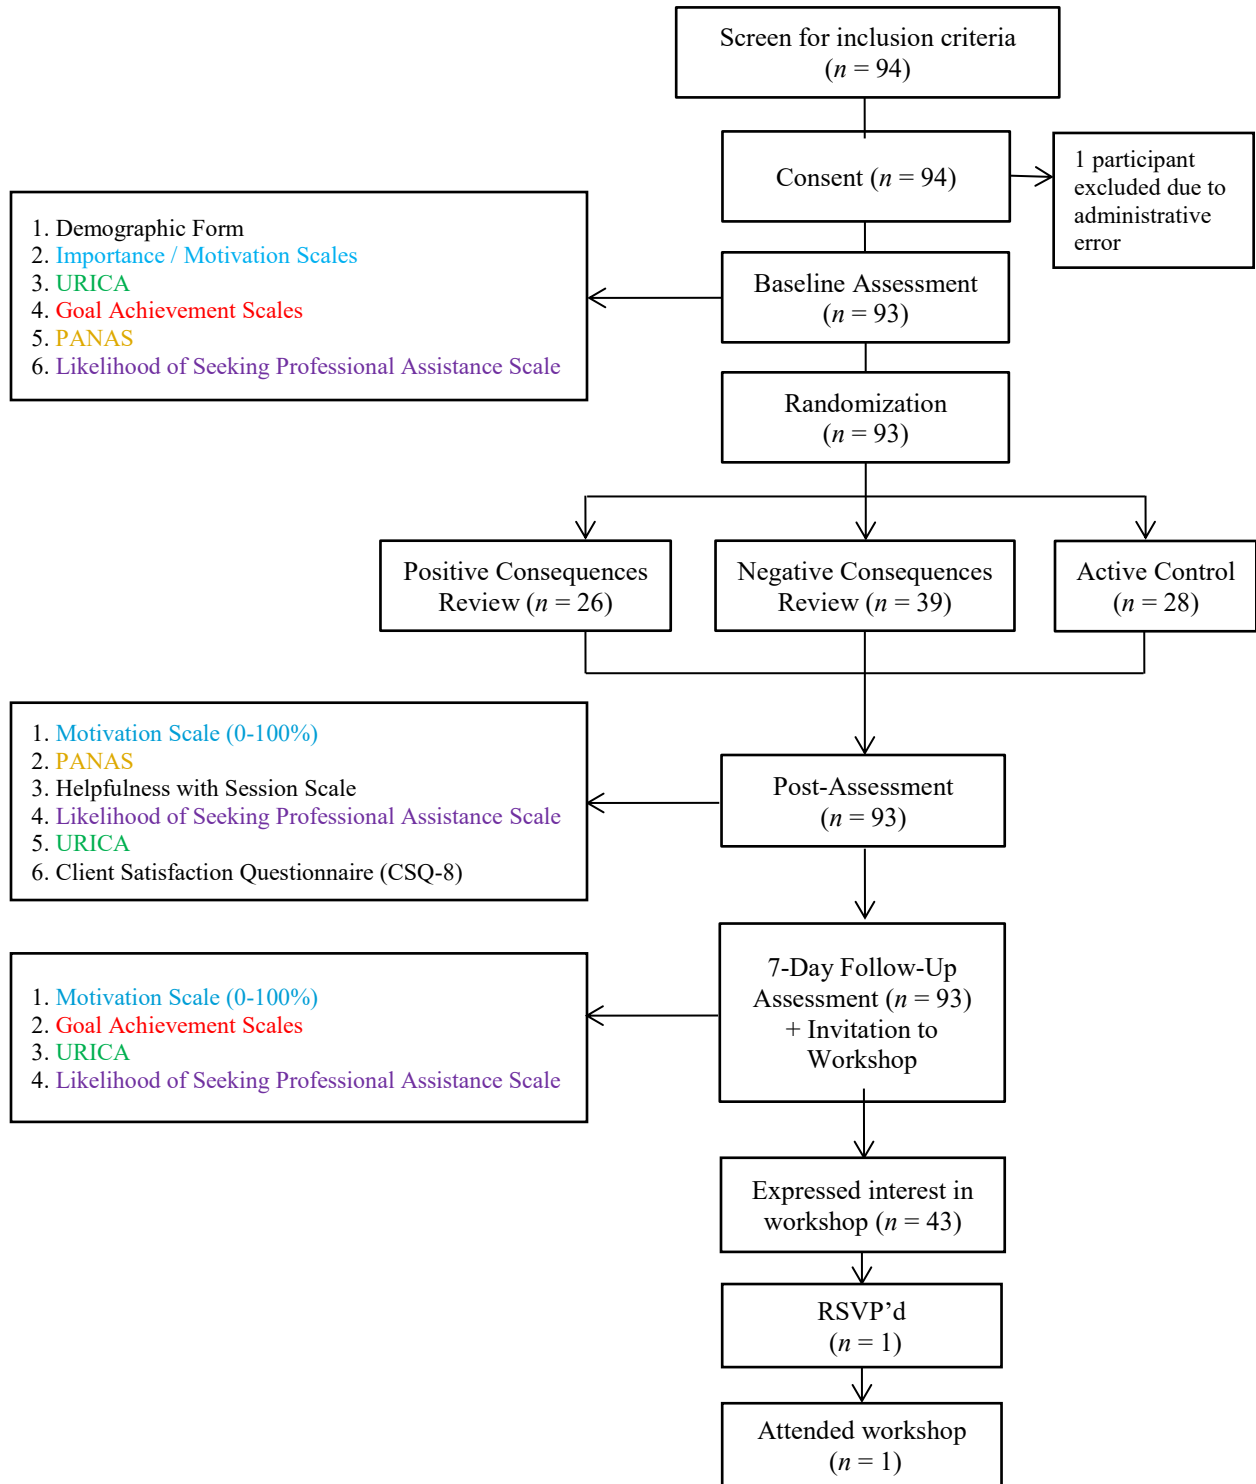 Screen for inclusion criteria
(n = 94)
Consent (n = 94)
1 participant
excluded due to
administrative
error
1. Demographic Form
2. Importance / Motivation Scales
3. URICA
4. Goal Achievement Scales
5. PANAS
6. Likelihood of Seeking Professional Assistance Scale
Baseline Assessment
(n = 93)
Randomization
(n = 93)
Positive Consequences
Review (n = 26)
Negative Consequences
Review (n = 39)
Active Control
(n = 28)
1. Motivation Scale (0-100%)
2. PANAS
3. Helpfulness with Session Scale
4. Likelihood of Seeking Professional Assistance Scale
5. URICA
6. Client Satisfaction Questionnaire (CSQ-8)
Post-Assessment
(n = 93)
1. Motivation Scale (0-100%)
2. Goal Achievement Scales
3. URICA
4. Likelihood of Seeking Professional Assistance Scale
7-Day Follow-Up
Assessment (n = 93)
+ Invitation to
Workshop
Expressed interest in
workshop (n = 43)
RSVP’d
(n = 1)
Attended workshop
(n = 1)